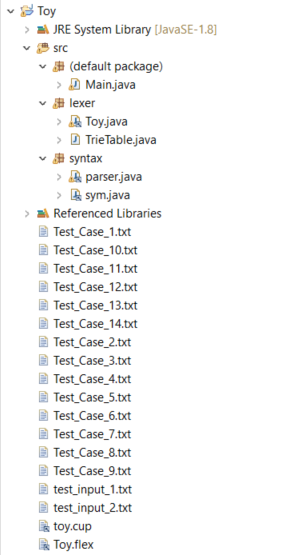 Toy
JRE System Library [JavaSE-1.8]
src
(default package)
Main.java
lexer
Toy.java
TrieTable.java
syntax
parser.java
sym.java
Referenced Libraries
Test_Case_1.txt
Test_Case_10.txt
Test_Case_11.txt
Test_Case_12.txt
Test_Case_13.txt
Test_Case_14.txt
Test_Case_2.txt
Test_Case_3.txt
Test_Case_4.txt
Test_Case_5.txt
Test_Case_6.txt
Test_Case_7.txt
Test_Case_8.txt
Test_Case_9.txt
test_input_1.txt
test_input_2.txt
toy.cup
Toy.flex